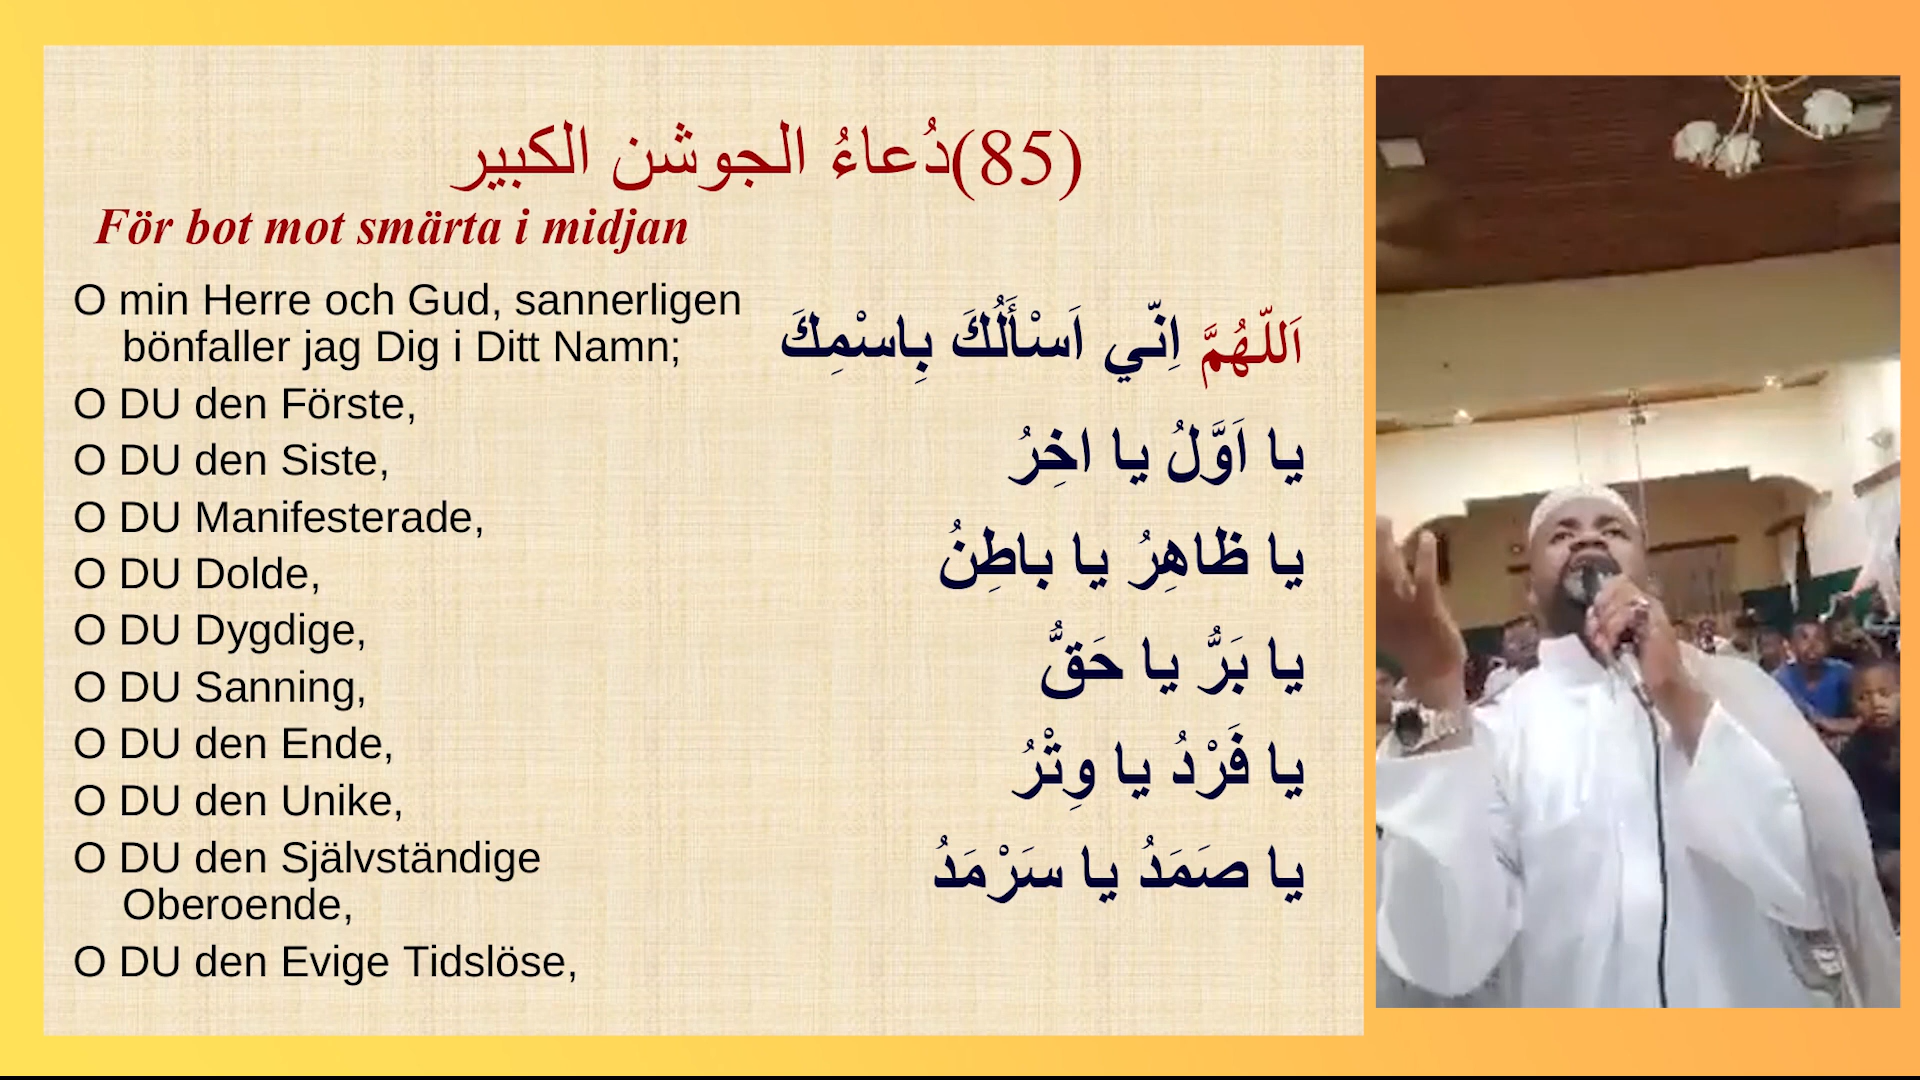 (85)دُعاءُ الجوشن الكبير
För bot mot smärta i midjan
O min Herre och Gud, sannerligen
bönfaller jag Dig i Ditt Namn;
O DU den Förste,
O DU den Siste,
O DU Manifesterade,
O DU Dolde,
O DU Dygdige,
O DU Sanning,
O DU den Ende,
O DU den Unike,
O DU den Självständige
Oberoende,
O DU den Evige Tidslöse,
اَللّهُمَّ اِنّي اَسْأَلُكَ بِاسْمِكَ
يا اَوَّلُ يا اخِرُ
يا ظاهِرُ يا باطِنُ
يا بَرُّ يا حَقُّ
يا فَرْدُ يا وِتْرُ
يا صَمَدُ يا سَرْمَدُ